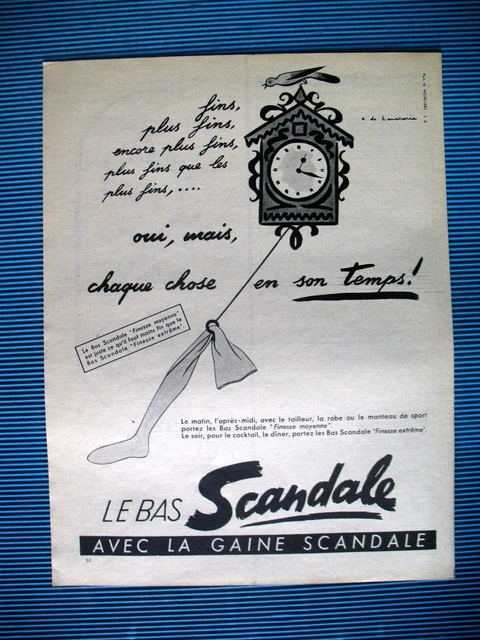 fins,
plus fins,
encore plus fins,
plus fins que les
plus fins,....
oui, mais,
chaque chose en son temps!
Le Bas Scandale "Finesse moyenne"
est juste ce qu'il faut moins fin que le
Bas Scandale "Finesse extrême".
Le matin, l'après-midi, avec le tailleur, la robe ou le manteau de sport
portez les Bas Scandale "Finesse moyenne".
Le soir, pour le cocktail, le dîner, portez les Bas Scandale "Finesse extrême".
LE BAS Scandale
AVEC LA GAINE SCANDALE